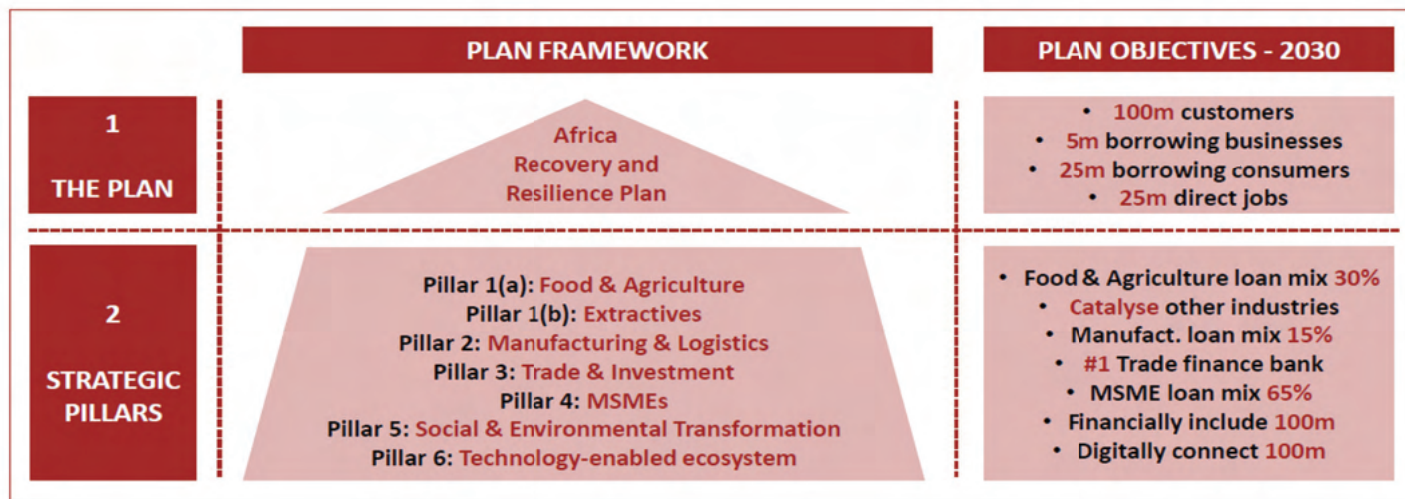 PLAN FRAMEWORK
PLAN OBJECTIVES - 2030
1
THE PLAN
Africa
Recovery and
Resilience Plan
• 100m customers
• 5m borrowing businesses
• 25m borrowing consumers
• 25m direct jobs
2
STRATEGIC
PILLARS
Pillar 1(a): Food & Agriculture
Pillar 1(b): Extractives
Pillar 2: Manufacturing & Logistics
Pillar 3: Trade & Investment
Pillar 4: MSMEs
Pillar 5: Social & Environmental Transformation
Pillar 6: Technology-enabled ecosystem
• Food & Agriculture loan mix 30%
• Catalyse other industries
• Manufact. loan mix 15%
• #1 Trade finance bank
• MSME loan mix 65%
• Financially include 100m
• Digitally connect 100m